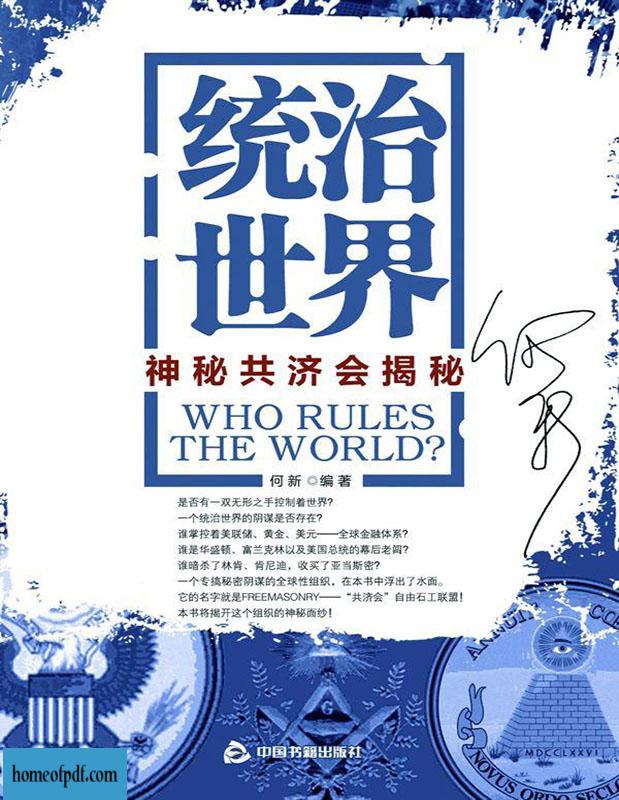 统治
世界
神秘共济会揭秘
WHO RULES
THE WORLD?
何新◎编著
何新
是否有一双无形之手控制着世界?
一个统治世界的阴谋是否存在?
谁掌控着美联储、黄金、美元——全球金融体系?
谁是华盛顿、富兰克林以及美国总统的幕后老阎?
谁暗杀了林肯、肯尼迪,收买了亚当斯密?
一个专搞秘密阴谋的全球性组织,在本书中浮出了水面。
它的名字就是FREEMASONRY——“共济会”自由石工联盟!
本书将揭开这个组织的神秘面纱!
ANNUIT
MDCCLXXVI
NOVUS ORDO SECLO
G
中国书籍出版社
homeofpdf.com